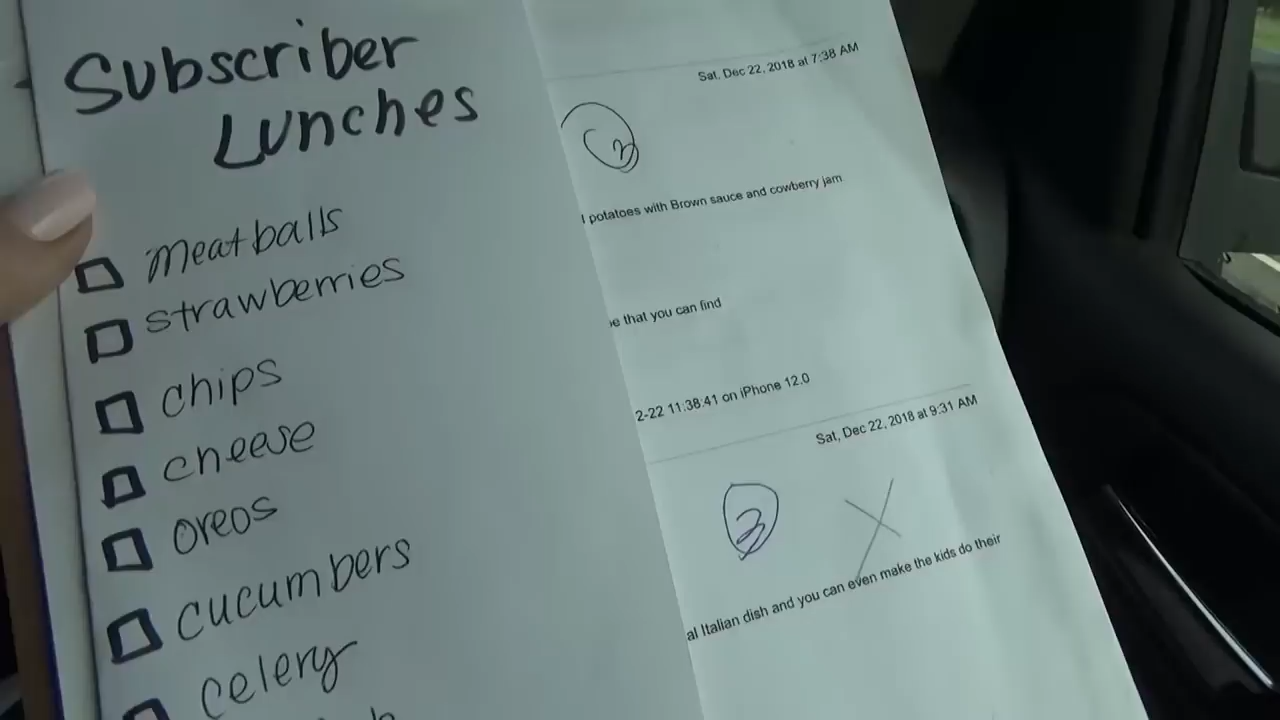 Subscriber
Lunches
meatballs
strawberries
chips
cheese
oreos
cucumbers
celery
Sat, Dec 22, 2018 at 7:38 AM
potatoes with Brown sauce and cowberry jam
that you can find
2-22 11:38:41 on iPhone 12.0
Sat, Dec 22, 2018 at 9:31 AM
3
al Italian dish and you can even make the kids do their